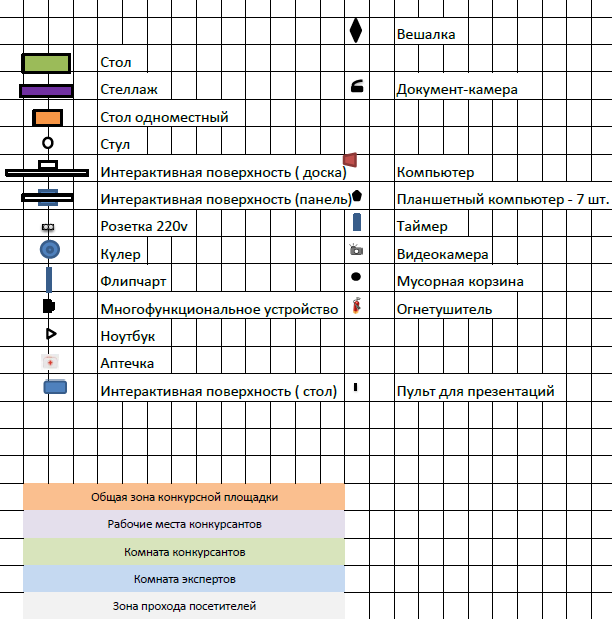 Вешалка
Стол
Стеллаж
Документ-камера
Стол одноместный
Стул
Интерактивная поверхность ( доска)
Компьютер
Интерактивная поверхность (панель)
Планшетный компьютер - 7 шт.
Розетка 220v
Таймер
Кулер
Видеокамера
Флипчарт
Мусорная корзина
Многофункциональное устройство
Огнетушитель
Ноутбук
Аптечка
Интерактивная поверхность ( стол)
Пульт для презентаций
Общая зона конкурсной площадки
Рабочие места конкурсантов
Комната конкурсантов
Комната экспертов
Зона прохода посетителей